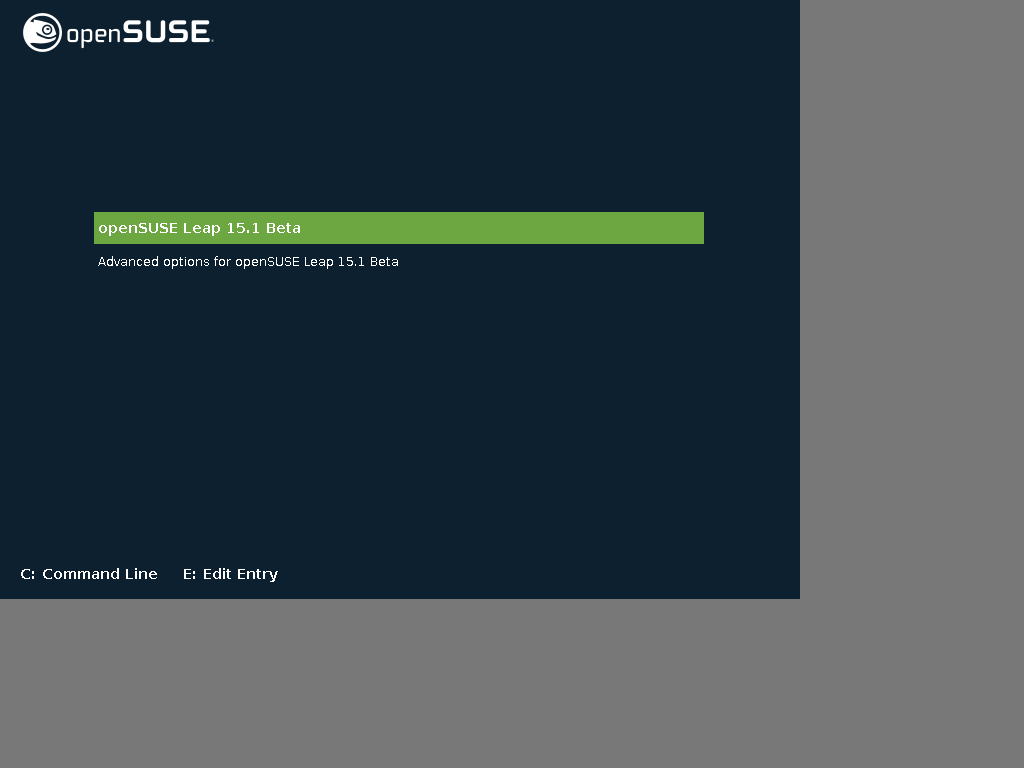 openSUSE
openSUSE Leap 15.1 Beta
Advanced options for openSUSE Leap 15.1 Beta
C: Command Line E: Edit Entry